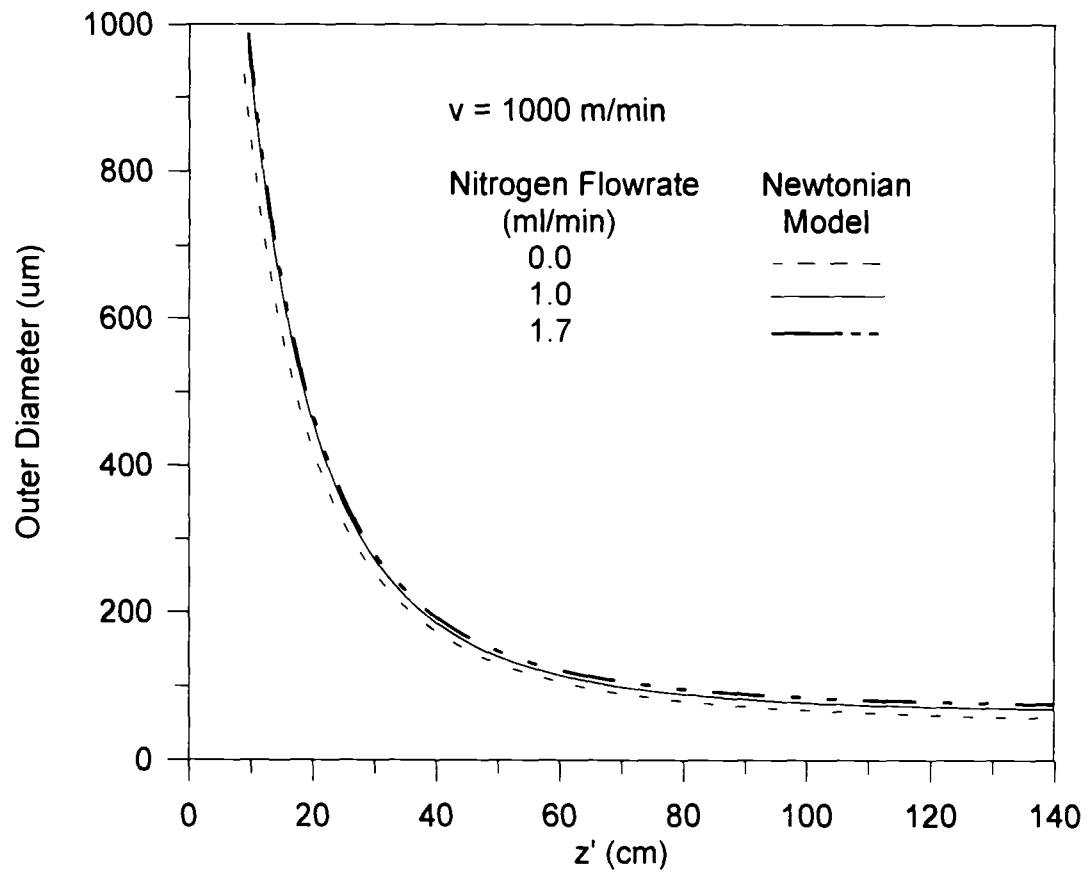 1000
800
600
400
200
0
Outer Diameter (um)
v = 1000 m/min
Nitrogen Flowrate Newtonian
(ml/min) Model
0.0
1.0
1.7
0 20 40 60 80 100 120 140
z' (cm)